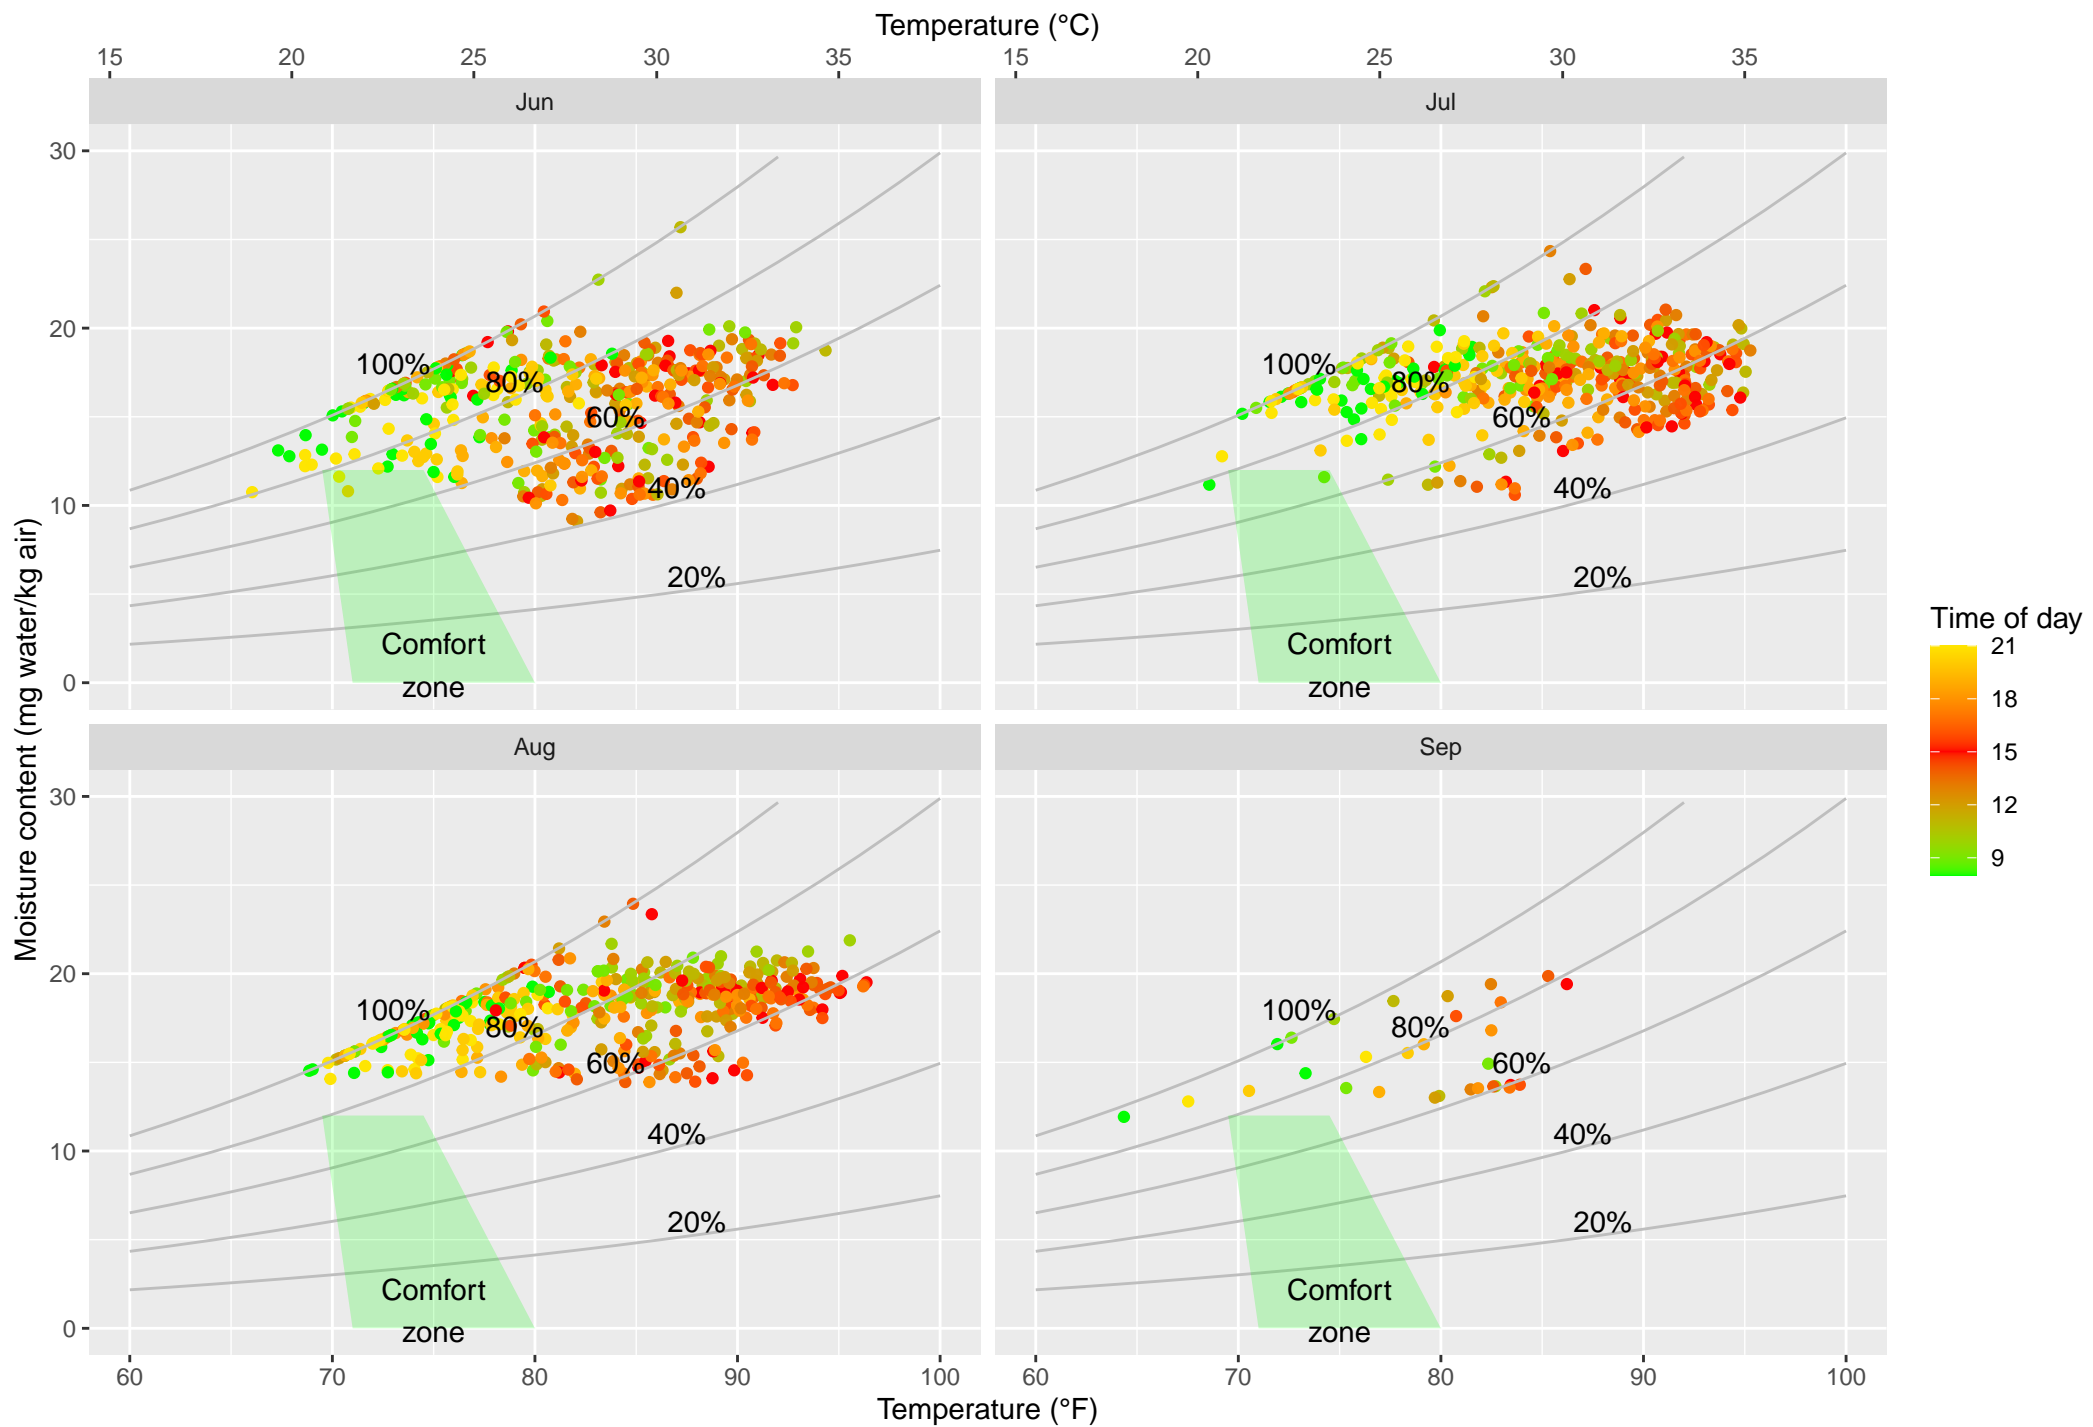 Temperature (°C)
15 20 25 30 35 15 20 25 30 35
Jun Jul
30
20
10
0
Moisture content (mg water/kg air)
100% 100%
80% 80%
60% 60%
40% 40%
20% 20%
Comfort Comfort
zone zone
Time of day
21
18
15
12
9
Aug Sep
30
20
10
0
100% 100%
80% 80%
60% 60%
40% 40%
20% 20%
Comfort Comfort
zone zone
60 70 80 90 100 60 70 80 90 100
Temperature (°F)